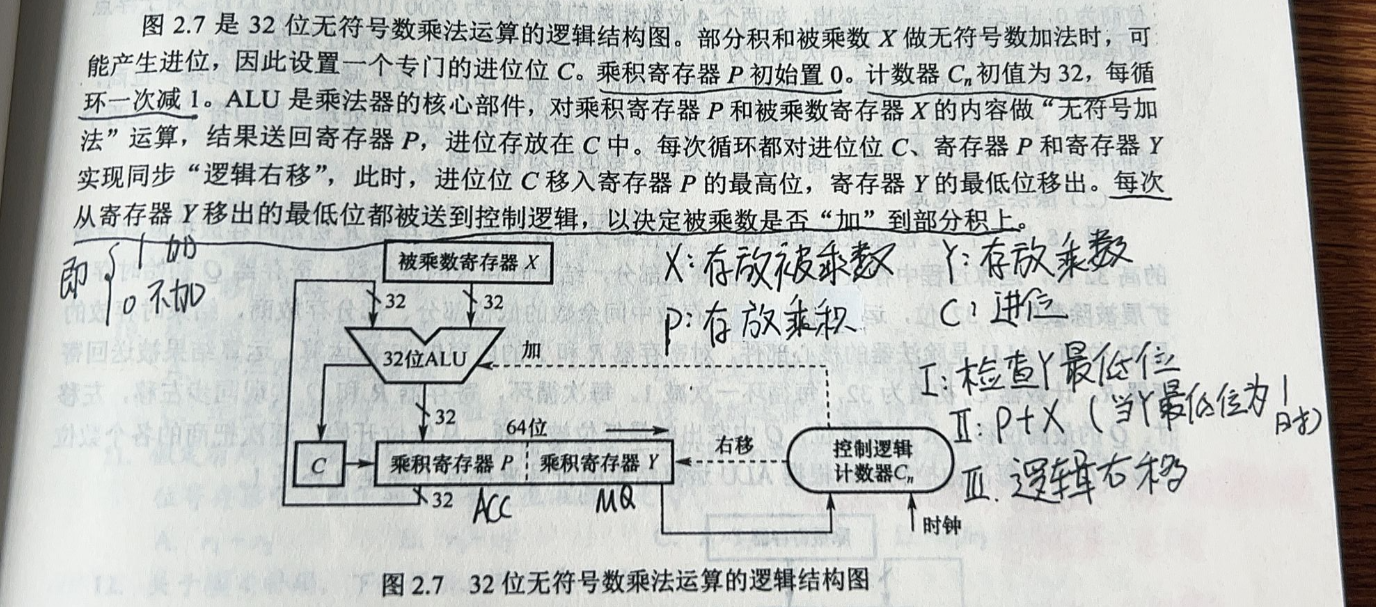 图 2.7 是 32 位无符号数乘法运算的逻辑结构图。部分积和被乘数 X 做无符号数加法时，可
能产生进位，因此设置一个专门的进位位 C。乘积寄存器 P 初始置 0。计数器 Cₙ 初值为 32，每循
环一次减 1。ALU 是乘法器的核心部件，对乘积寄存器 P 和被乘数寄存器 X 的内容做“无符号加
法”运算，结果送回寄存器 P，进位存放在 C 中。每次循环都对进位位 C、寄存器 P 和寄存器 Y
实现同步“逻辑右移”，此时，进位位 C 移入寄存器 P 的最高位，寄存器 Y 的最低位移出。每次
从寄存器 Y 移出的最低位都被送到控制逻辑，以决定被乘数是否“加”到部分积上。
即 { 1 加
0 不加
被乘数寄存器 X
X：存放被乘数
Y：存放乘数
P：存放乘积
C：进位
32
32
32位ALU
加
I：检查Y最低位
II：P+X（当Y最低位为1时）
III. 逻辑右移
32
64位
C
乘积寄存器 P
乘积寄存器 Y
右移
控制逻辑
计数器Cₙ
32
ACC
MQ
时钟
图 2.7 32 位无符号数乘法运算的逻辑结构图